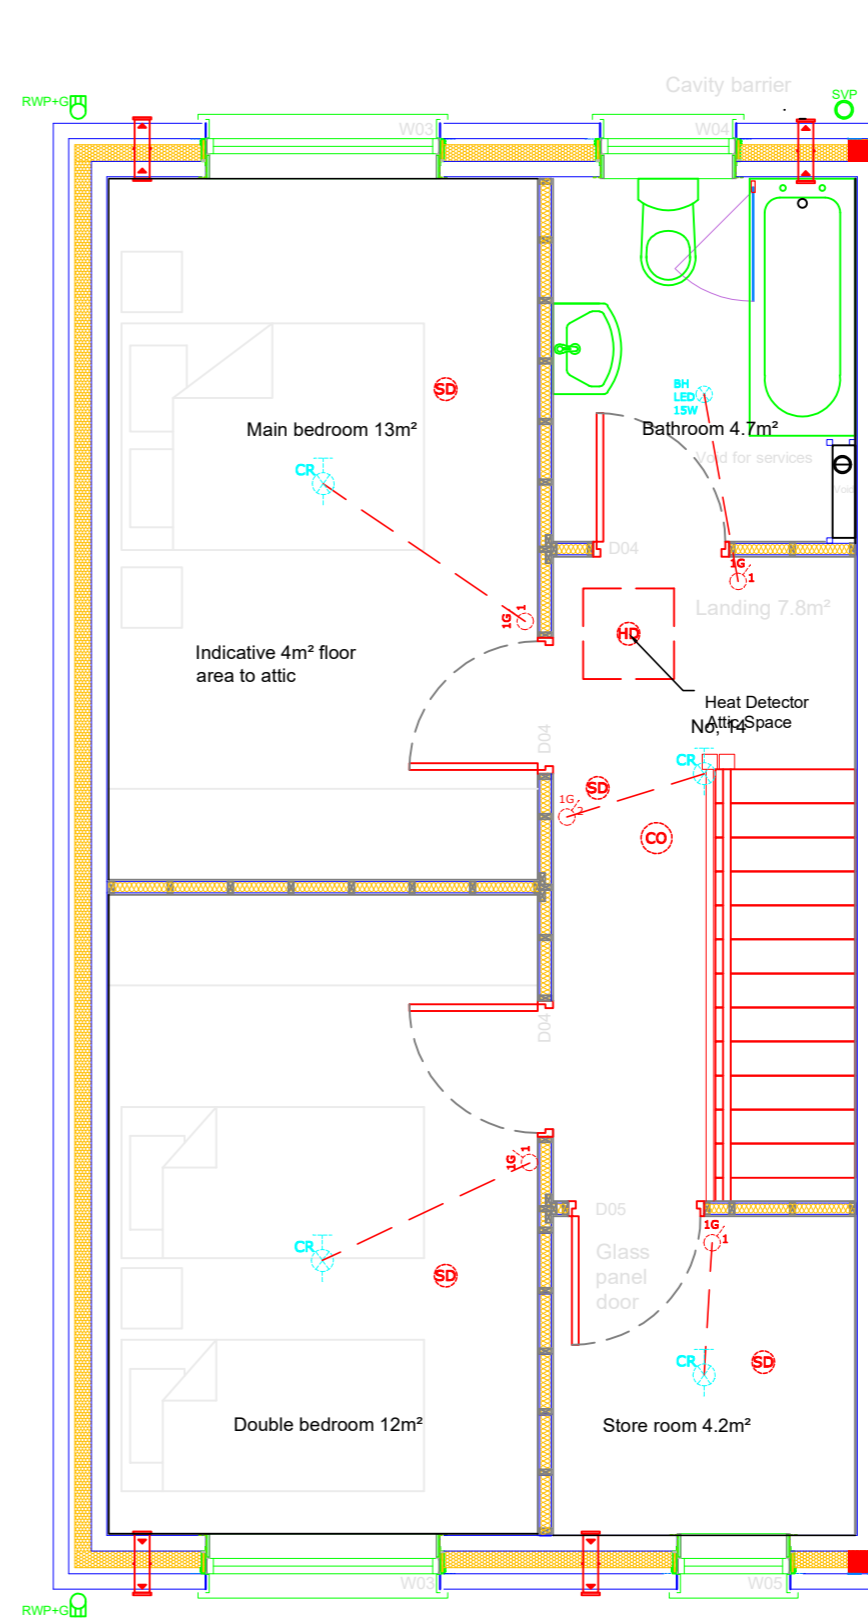 Cavity barrier
RWP+G
SVP
W03
W04
SD
BH
LED
15W
Main bedroom 13m²
Bathroom 4.7m²
CR
Void for services
Void
D04
1G
1
1G
1
Landing 7.8m²
HD
Indicative 4m² floor
area to attic
Heat Detector
Attic Space
No, 14
D04
CR
SD
1G
2
CO
D04
1G
1
D05
1G
1
CR
Glass
panel
door
SD
CR
SD
Double bedroom 12m²
Store room 4.2m²
W03
W05
RWP+G